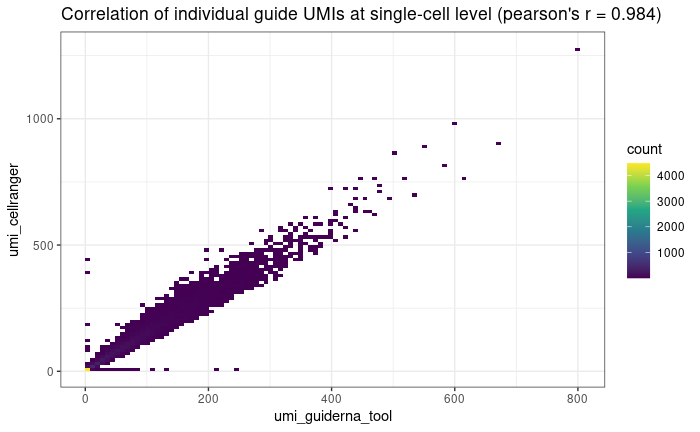 Correlation of individual guide UMIs at single-cell level (pearson's r = 0.984)
umi_cellranger
1000
500
0
0 200 400 600 800
umi_guiderna_tool
count
4000
3000
2000
1000